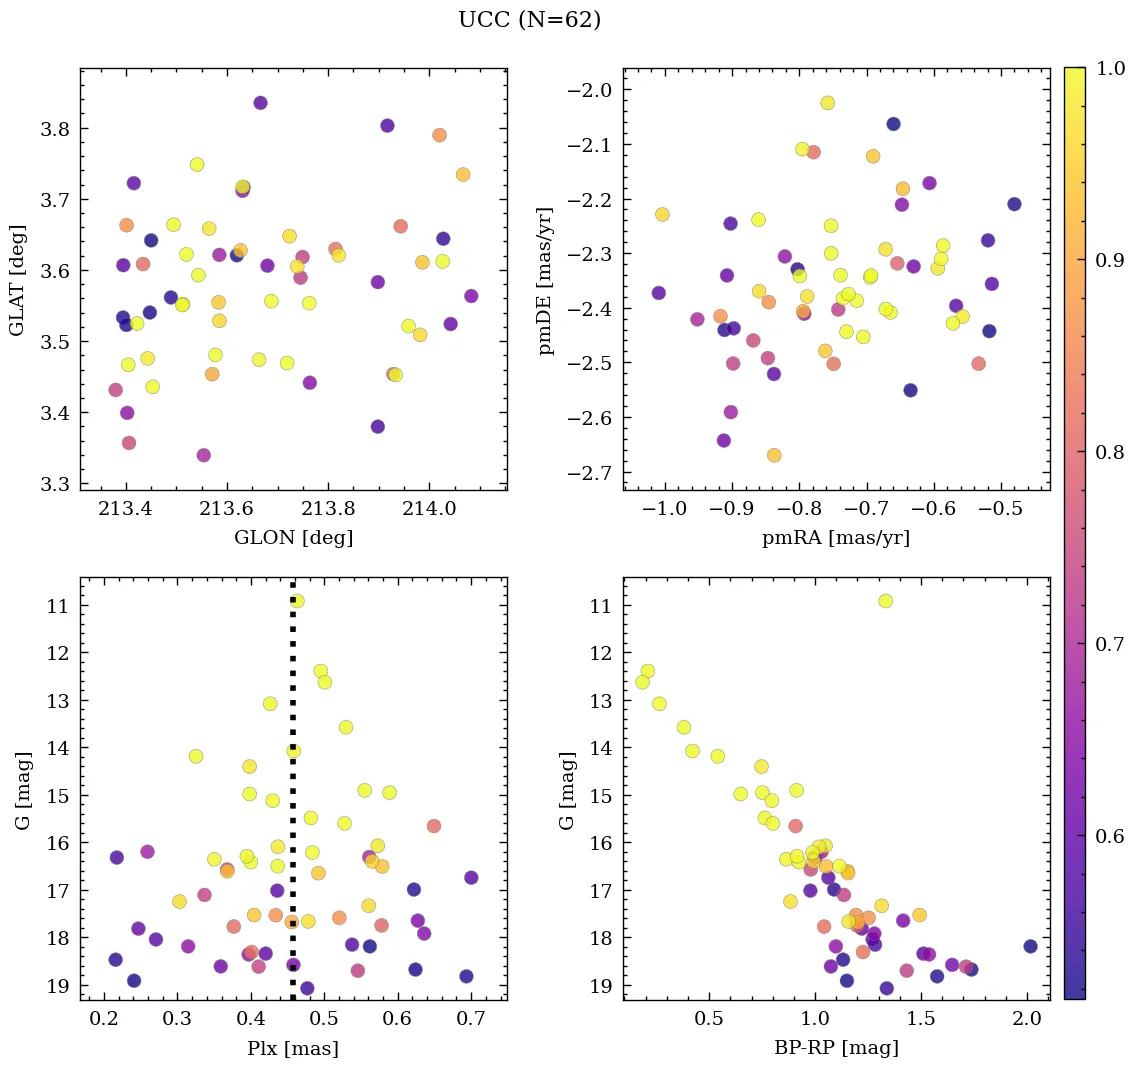 UCC (N=62)
3.8
3.7
3.6
3.5
3.4
3.3
GLAT [deg]
213.4 213.6 213.8 214.0
GLON [deg]
−2.0
−2.1
−2.2
−2.3
−2.4
−2.5
−2.6
−2.7
pmDE [mas/yr]
−1.0 −0.9 −0.8 −0.7 −0.6 −0.5
pmRA [mas/yr]
1.0
0.9
0.8
0.7
0.6
11
12
13
14
15
16
17
18
19
G [mag]
0.2 0.3 0.4 0.5 0.6 0.7
Plx [mas]
11
12
13
14
15
16
17
18
19
G [mag]
0.5 1.0 1.5 2.0
BP-RP [mag]